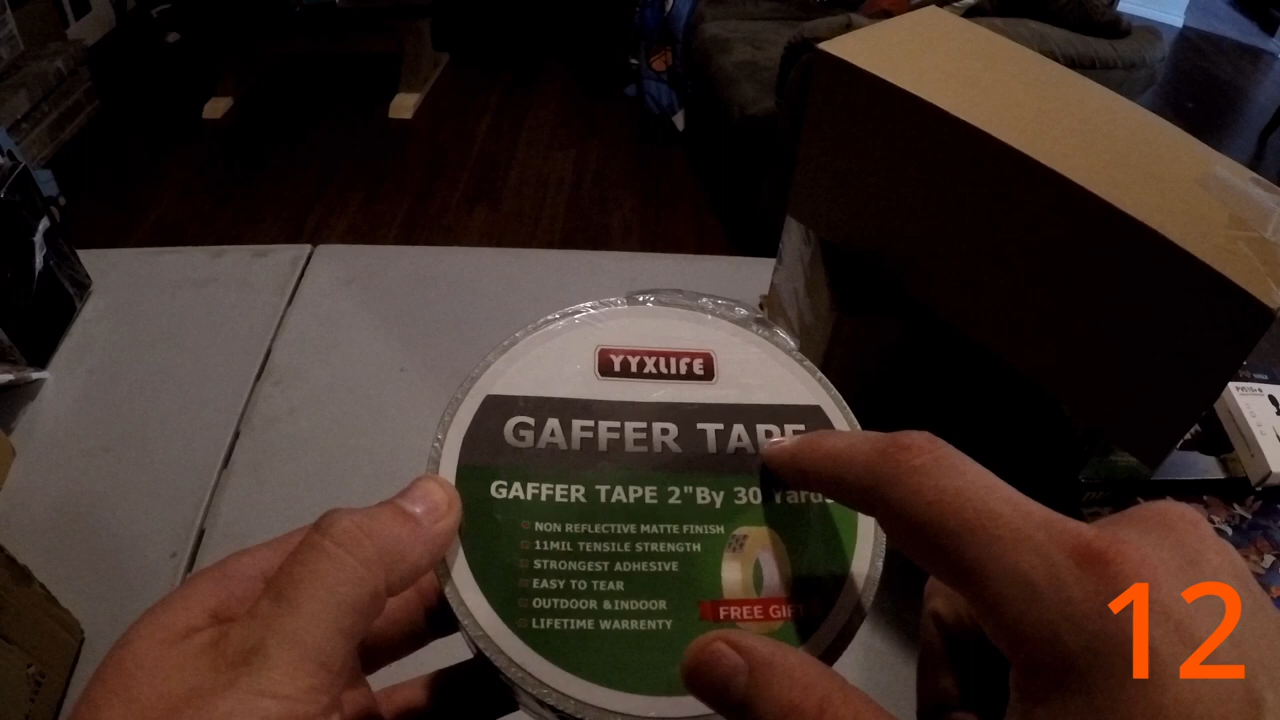 YYXLIFE
GAFFER TAPE
GAFFER TAPE 2"By 30 Yards
NON REFLECTIVE MATTE FINISH
11MIL TENSILE STRENGTH
STRONGEST ADHESIVE
EASY TO TEAR
OUTDOOR &INDOOR
LIFETIME WARRENTY
FREE GIFT
12